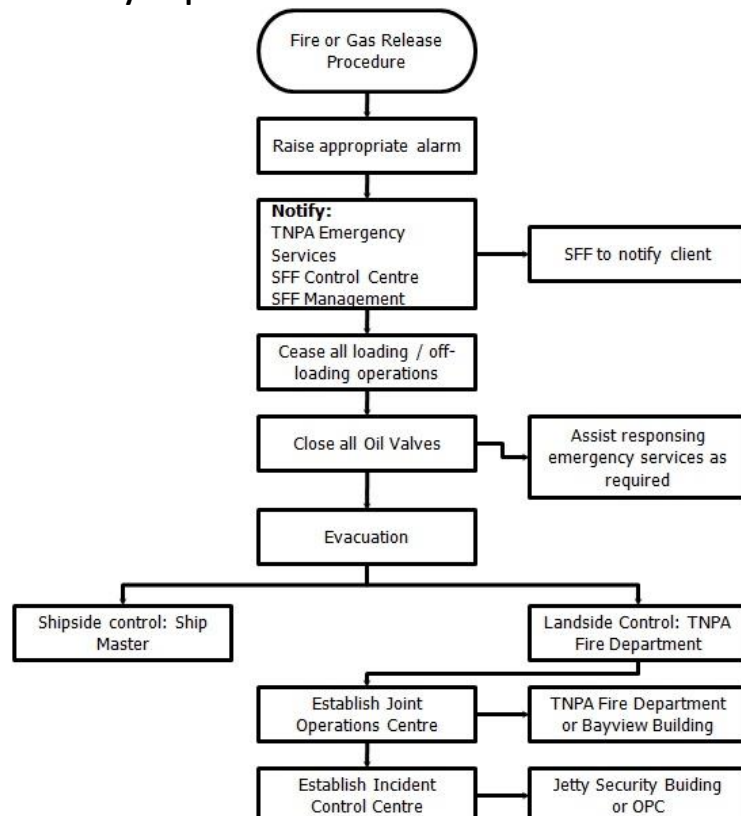 Fire or Gas Release
Procedure
Raise appropriate alarm
Notify:
TNPA Emergency
Services
SFF Control Centre
SFF Management
SFF to notify client
Cease all loading / off-
loading operations
Close all Oil Valves
Assist responsing
emergency services as
required
Evacuation
Shipside control: Ship
Master
Landside Control: TNPA
Fire Department
Establish Joint
Operations Centre
TNPA Fire Department
or Bayview Building
Establish Incident
Control Centre
Jetty Security Buiding
or OPC